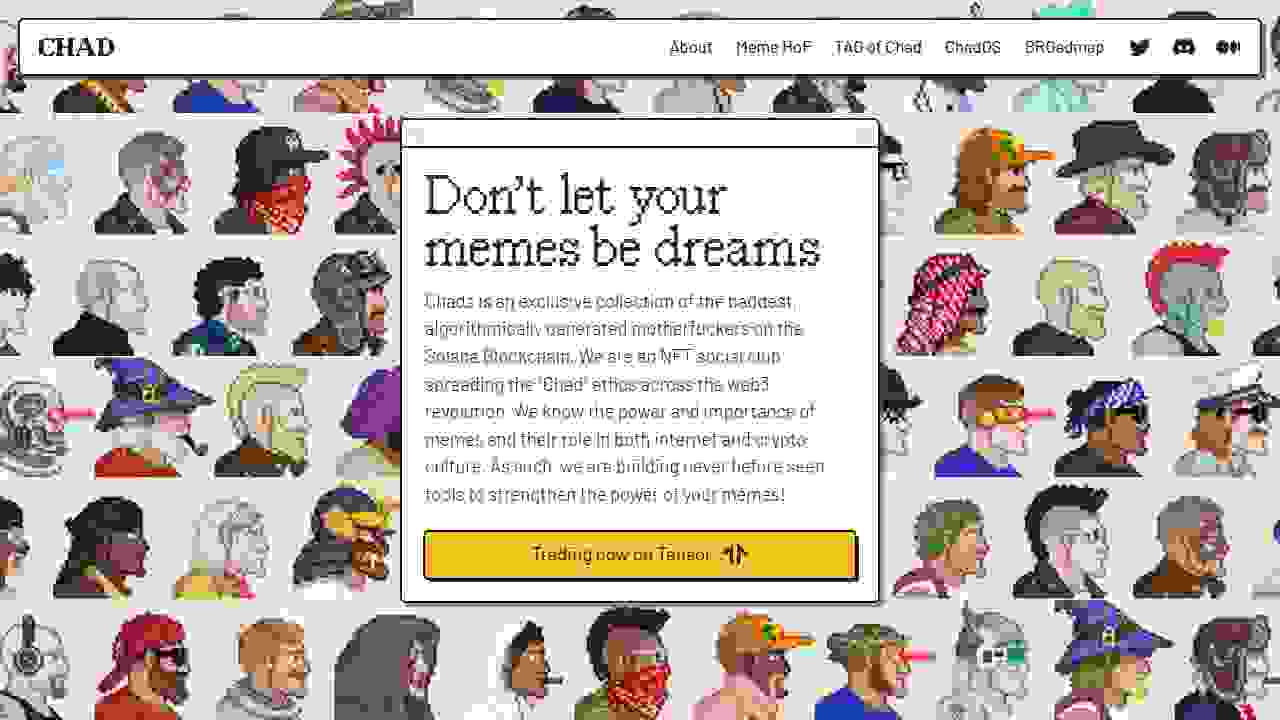 CHAD
About Meme HoF TAO of Chad ChadOS BROadmap
Don't let your
memes be dreams
Chads is an exclusive collection of the baddest,
algorithmically generated motherfuckers on the
Solana Blockchain. We are an NFT social club
spreading the 'Chad' ethos across the web3
revolution. We know the power and importance of
memes and their role in both internet and crypto
culture. As such, we are building never before seen
tools to strengthen the power of your memes!
Trading now on Tensor